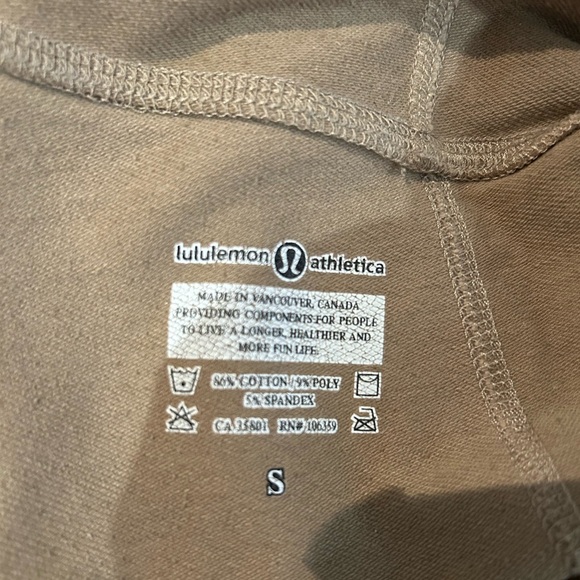 lululemon athletica
MADE IN VANCOUVER, CANADA
PROVIDING COMPONENTS FOR PEOPLE
TO LIVE A LONGER, HEALTHIER AND
MORE FUN LIFE.
86% COTTON / 9% POLY
5% SPANDEX
CA 35801 RN# 106359
S